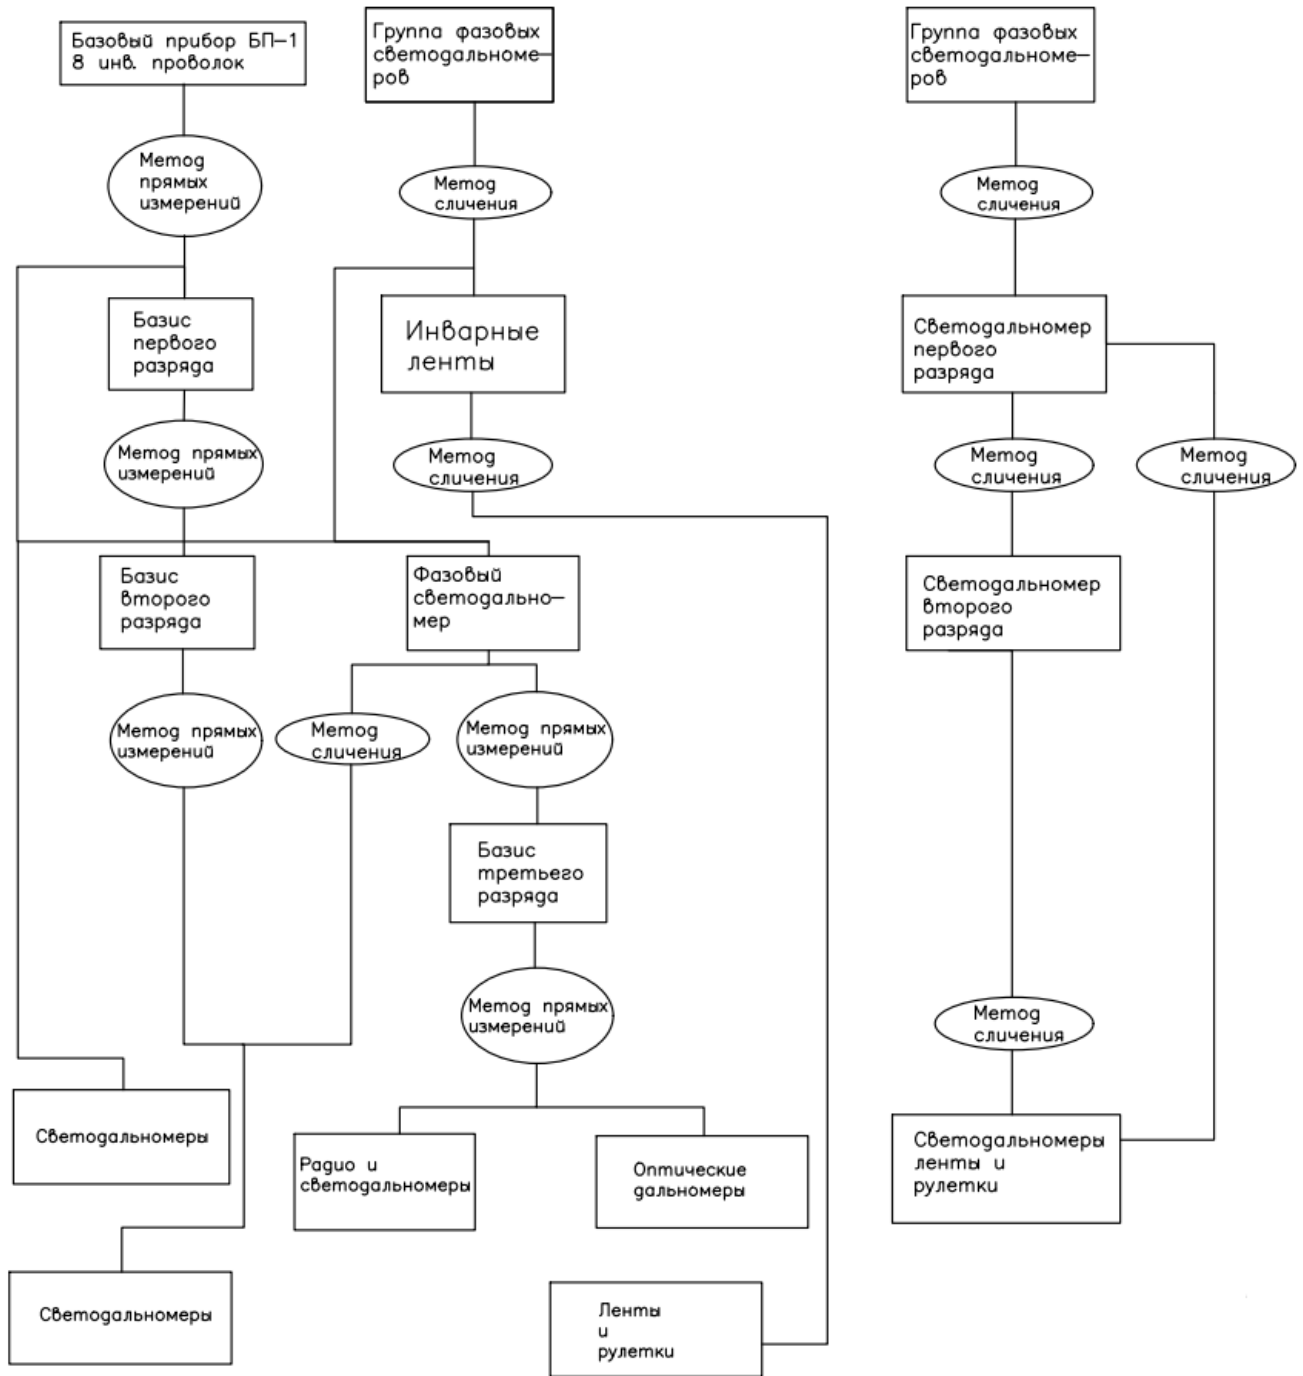 Базовый прибор БП-1
8 инв. проволок
Группа фазовых
светодальноме-
ров
Группа фазовых
светодальноме-
ров
Метод
прямых
измерений
Метод
сличения
Метод
сличения
Базис
первого
разряда
Инварные
ленты
Светодальномер
первого
разряда
Метод прямых
измерений
Метод
сличения
Метод
сличения
Метод
сличения
Базис
второго
разряда
Фазовый
светодально-
мер
Светодальномер
второго
разряда
Метод прямых
измерений
Метод
сличения
Метод прямых
измерений
Базис
третьего
разряда
Метод прямых
измерений
Метод
сличения
Светодальномеры
Радио и
светодальномеры
Оптические
дальномеры
Светодальномеры
ленты и
рулетки
Светодальномеры
Ленты
и
рулетки